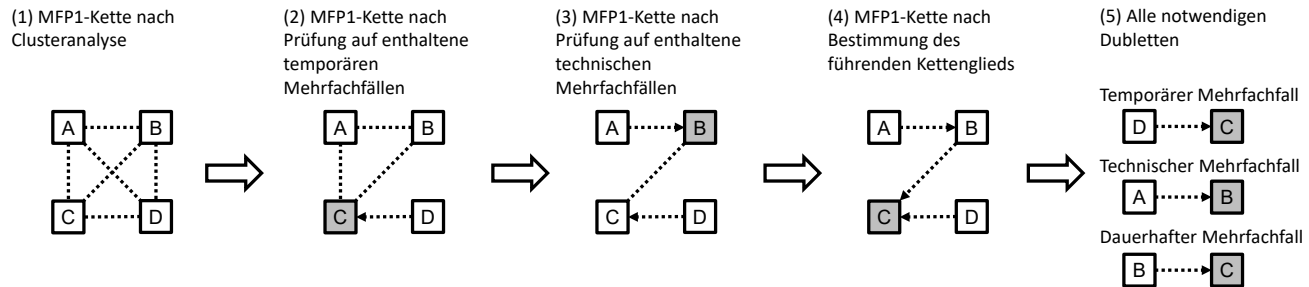 (1) MFP1-Kette nach
Clusteranalyse
A
B
C
D
(2) MFP1-Kette nach
Prüfung auf enthaltene
temporären
Mehrfachfällen
A
B
C
D
(3) MFP1-Kette nach
Prüfung auf enthaltene
technischen
Mehrfachfällen
A
B
C
D
(4) MFP1-Kette nach
Bestimmung des
führenden Kettenglieds
A
B
C
D
(5) Alle notwendigen
Dubletten
Temporärer Mehrfachfall
D
C
Technischer Mehrfachfall
A
B
Dauerhafter Mehrfachfall
B
C